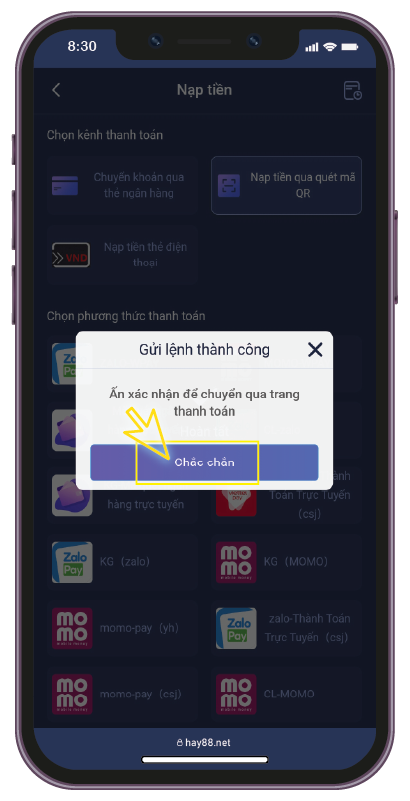 8:30
Nạp tiền
Chọn kênh thanh toán
Chuyển khoản qua
thẻ ngân hàng
Nạp tiền qua quét mã
QR
VND
Nạp tiền thẻ điện
thoại
Chọn phương thức thanh toán
Gửi lệnh thành công
Ấn xác nhận để chuyển qua trang
thanh toán
Chắc chắn
hàng trực tuyến
Thành
Toán Trực Tuyến
(csj)
Zalo
Pay
KG (zalo)
mo
mo
KG (MOMO)
mo
mo
momo-pay (yh)
Zalo
Pay
zalo-Thành Toán
Trực Tuyến (csj)
mo
mo
momo-pay (csj)
mo
mo
CL-MOMO
hay88.net